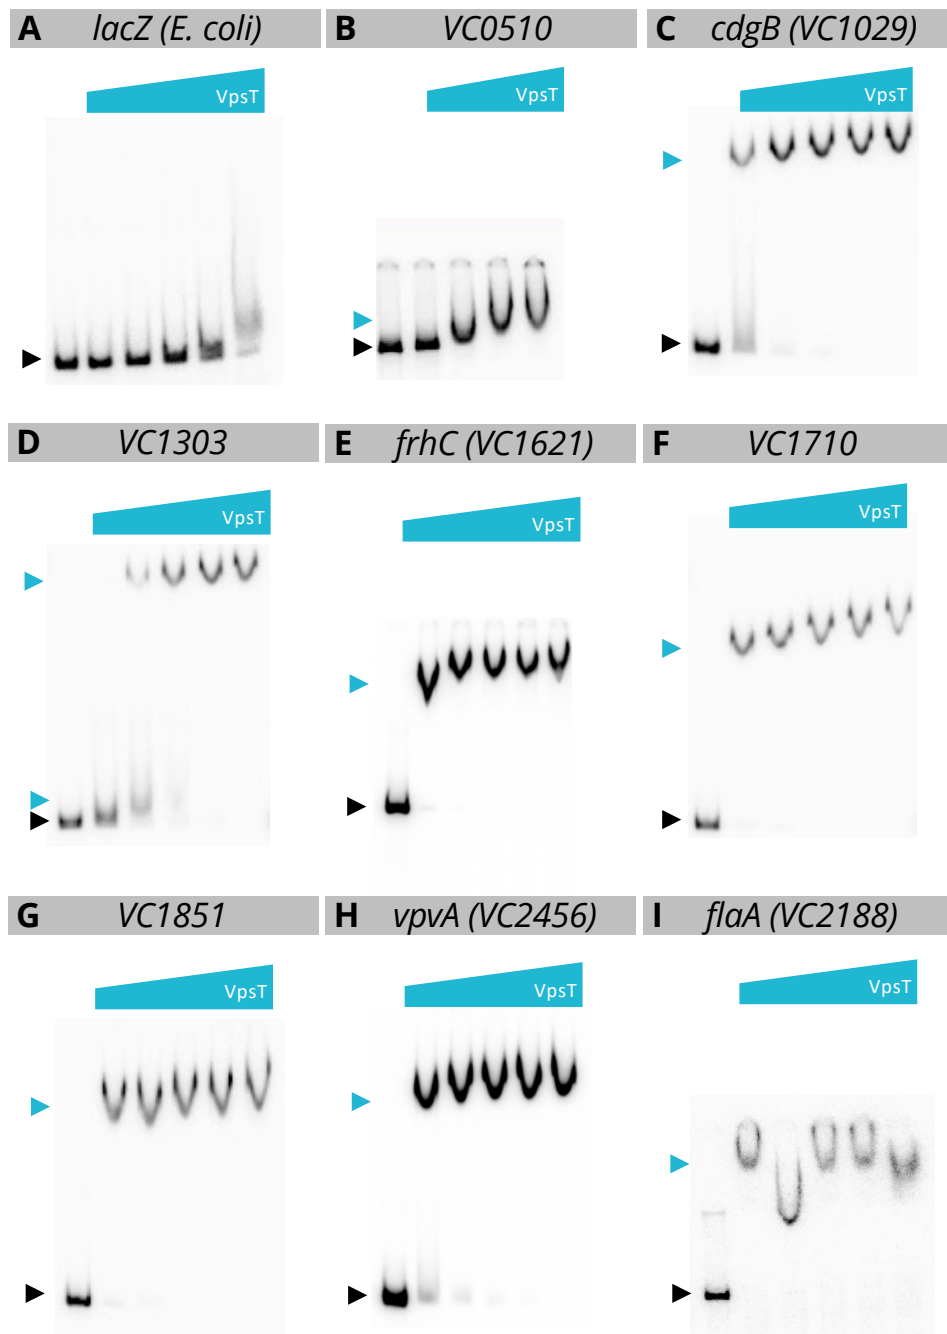 A lacZ (E. coli)
VpsT
B VC0510
VpsT
C cdgB (VC1029)
VpsT
D VC1303
VpsT
E frhC (VC1621)
VpsT
F VC1710
VpsT
G VC1851
VpsT
H vpvA (VC2456)
VpsT
I flaA (VC2188)
VpsT